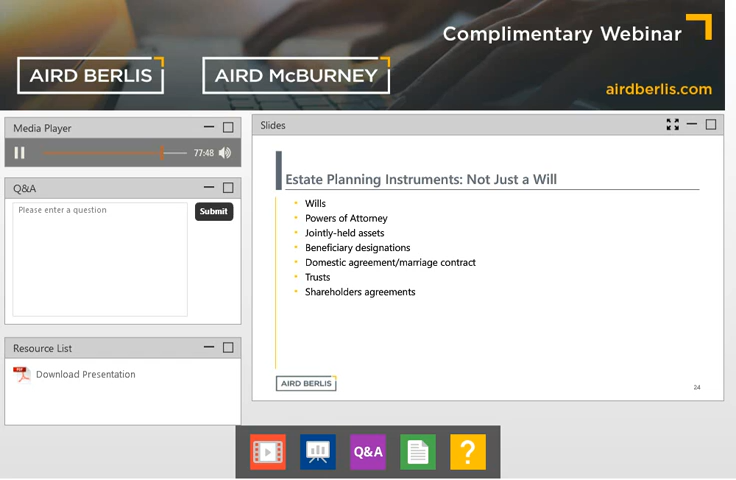 Complimentary Webinar
AIRD BERLIS
AIRD McBURNEY
airdberlis.com
Media Player
77:48
Q&A
Please enter a question
Submit
Resource List
PDF
Download Presentation
Slides
Estate Planning Instruments: Not Just a Will
Wills
Powers of Attorney
Jointly-held assets
Beneficiary designations
Domestic agreement/marriage contract
Trusts
Shareholders agreements
AIRD BERLIS
24
Q&A
?